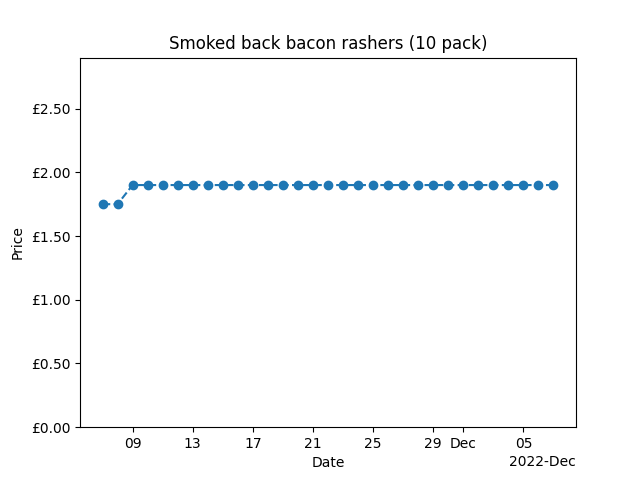 Smoked back bacon rashers (10 pack)
£2.50
£2.00
£1.50
£1.00
£0.50
£0.00
Price
09 13 17 21 25 29 Dec 05
2022-Dec
Date